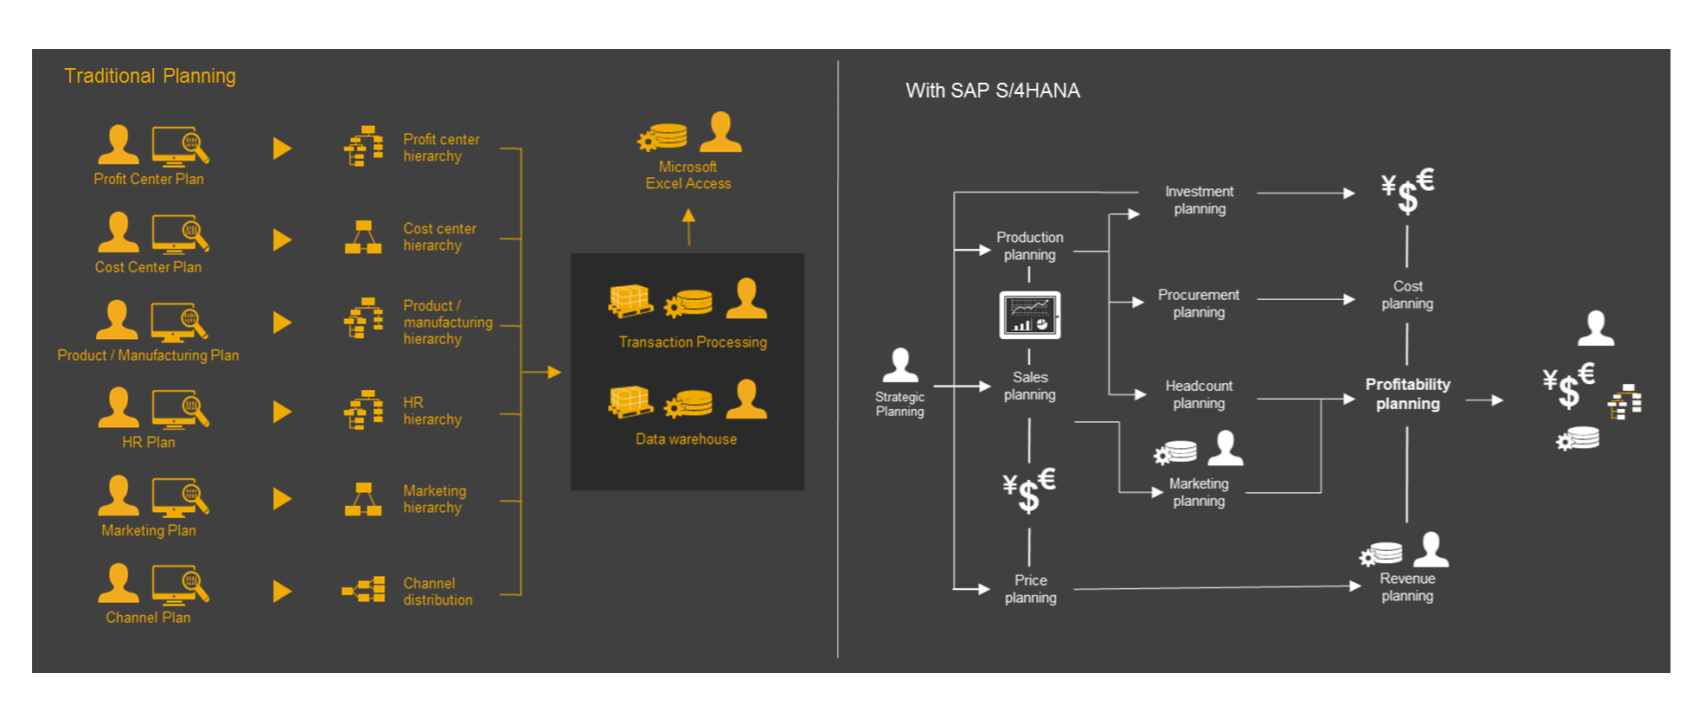 Traditional Planning
Profit Center Plan
Profit center
hierarchy
Cost Center Plan
Cost center
hierarchy
Product / Manufacturing Plan
Product /
manufacturing
hierarchy
HR Plan
HR
hierarchy
Marketing Plan
Marketing
hierarchy
Channel Plan
Channel
distribution
Microsoft
Excel Access
Transaction Processing
Data warehouse
With SAP S/4HANA
Strategic
Planning
Production
planning
Sales
planning
¥$€
Price
planning
Investment
planning
Procurement
planning
Headcount
planning
Marketing
planning
¥$€
Cost
planning
Profitability
planning
Revenue
planning
¥$€